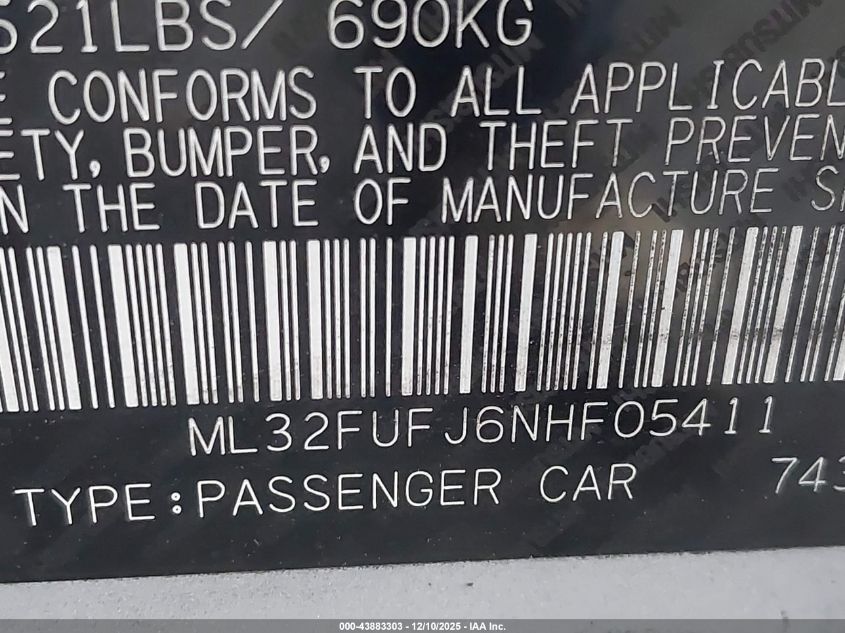 521LBS/ 690KG
E CONFORMS TO ALL APPLICABL
ETY, BUMPER, AND THEFT PREVEN
N THE DATE OF MANUFACTURE S
ML32FUFJ6NHF05411
TYPE:PASSENGER CAR 743
000-43883303 - 12/10/2025 - IAA Inc.